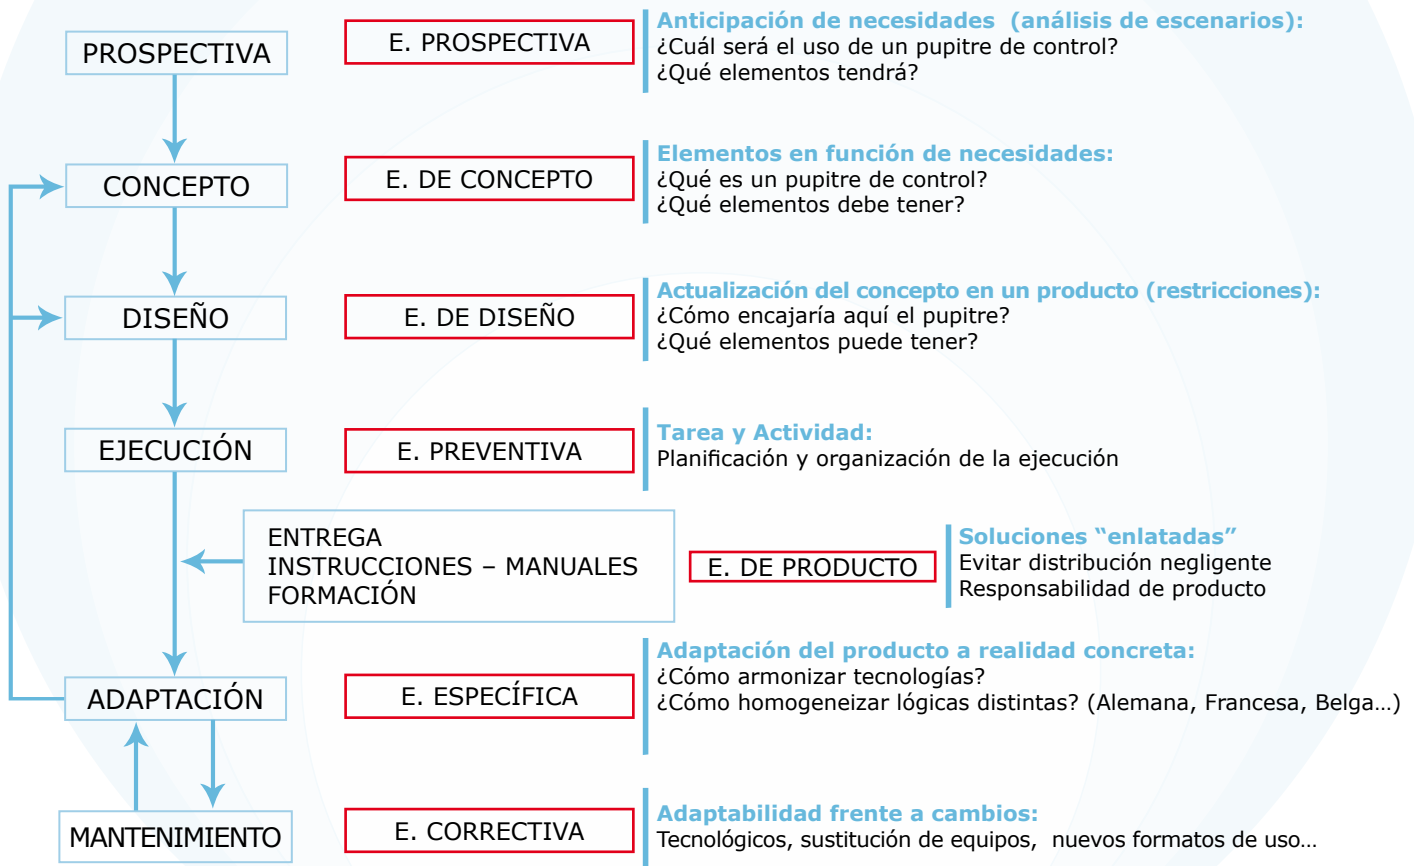 PROSPECTIVA
E. PROSPECTIVA
Anticipación de necesidades (análisis de escenarios):
¿Cuál será el uso de un pupitre de control?
¿Qué elementos tendrá?
CONCEPTO
E. DE CONCEPTO
Elementos en función de necesidades:
¿Qué es un pupitre de control?
¿Qué elementos debe tener?
DISEÑO
E. DE DISEÑO
Actualización del concepto en un producto (restricciones):
¿Cómo encajaría aquí el pupitre?
¿Qué elementos puede tener?
EJECUCIÓN
E. PREVENTIVA
Tarea y Actividad:
Planificación y organización de la ejecución
ENTREGA
INSTRUCCIONES – MANUALES
FORMACIÓN
E. DE PRODUCTO
Soluciones “enlatadas”
Evitar distribución negligente
Responsabilidad de producto
ADAPTACIÓN
E. ESPECÍFICA
Adaptación del producto a realidad concreta:
¿Cómo armonizar tecnologías?
¿Cómo homogeneizar lógicas distintas? (Alemana, Francesa, Belga…)
MANTENIMIENTO
E. CORRECTIVA
Adaptabilidad frente a cambios:
Tecnológicos, sustitución de equipos, nuevos formatos de uso…